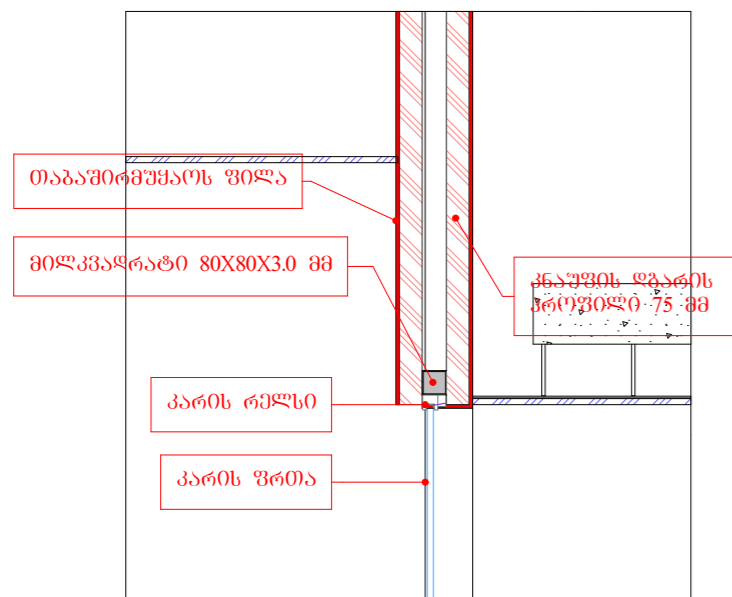 თაბაშირმუყაოს ფილა
მილკვადრატი 80X80X3.0 მმ
კნაუფის დგარის
პროფილი 75 მმ
კარის რელსი
კარის ფრთა